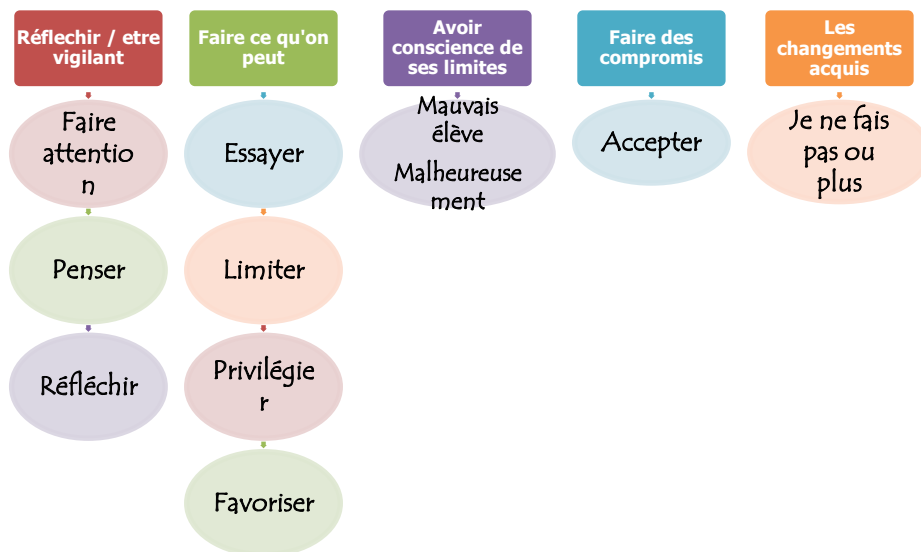 Réflechir / etre
vigilant
Faire
attentio
n
Penser
Réfléchir
Faire ce qu'on
peut
Essayer
Limiter
Privilégie
r
Favoriser
Avoir
conscience de
ses limites
Mauvais
élève
Malheureuse
ment
Faire des
compromis
Accepter
Les
changements
acquis
Je ne fais
pas ou
plus